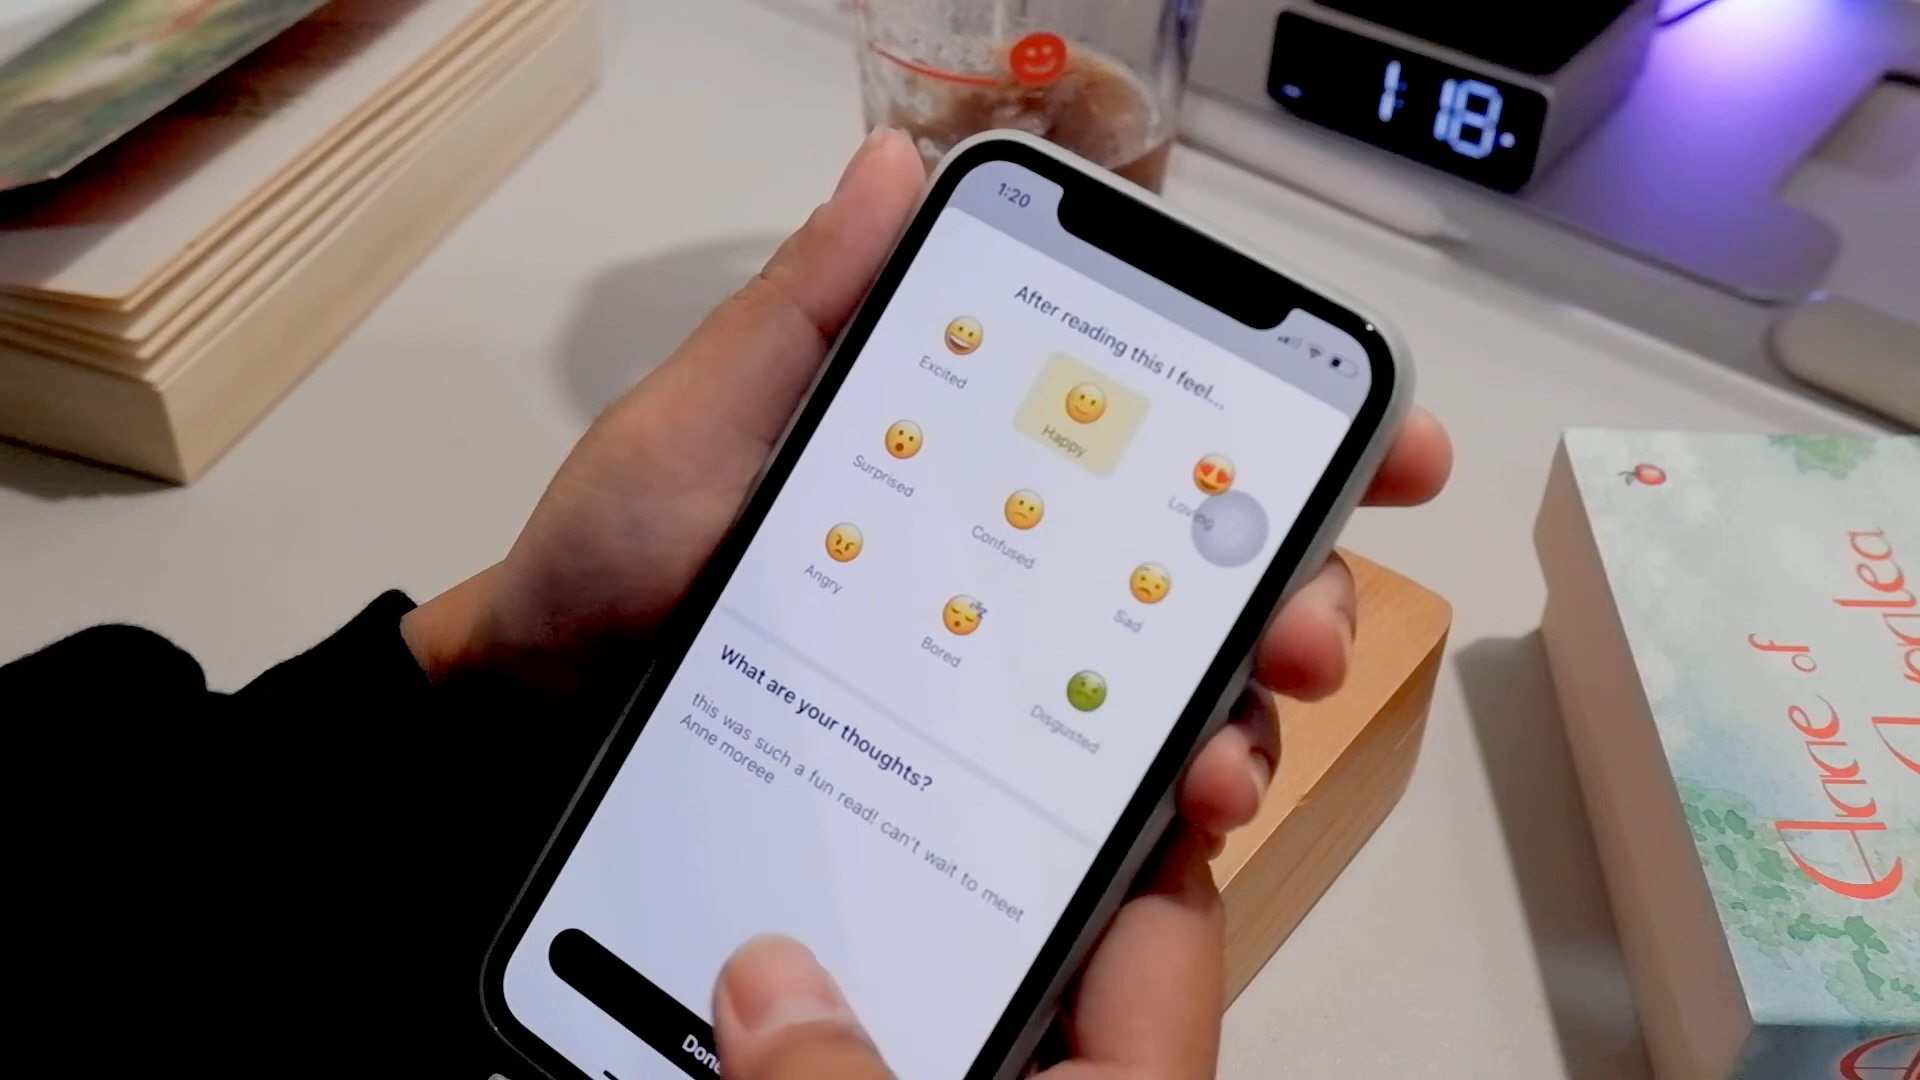 1:18
1:20
After reading this I feel...
Excited
Happy
Loving
Surprised
Confused
Sad
Angry
Bored
Disgusted
What are your thoughts?
this was such a fun read! can't wait to meet
Anne moreee
Done
Anne of